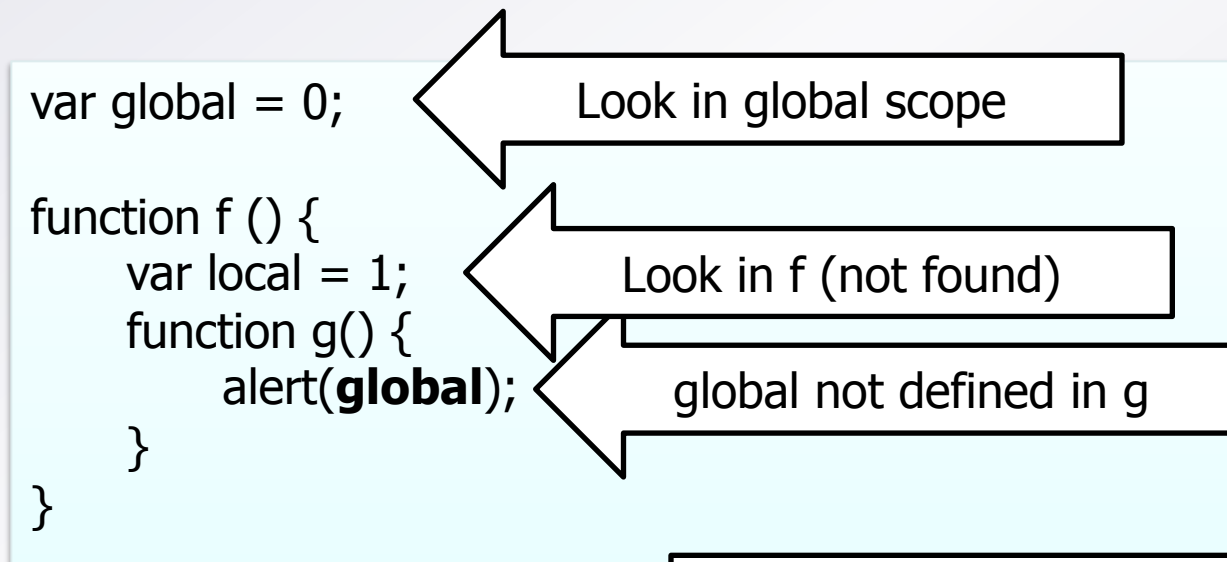 var global = 0;
Look in global scope
function f () {
var local = 1;
Look in f (not found)
function g() {
alert(global);
global not defined in g
}
}